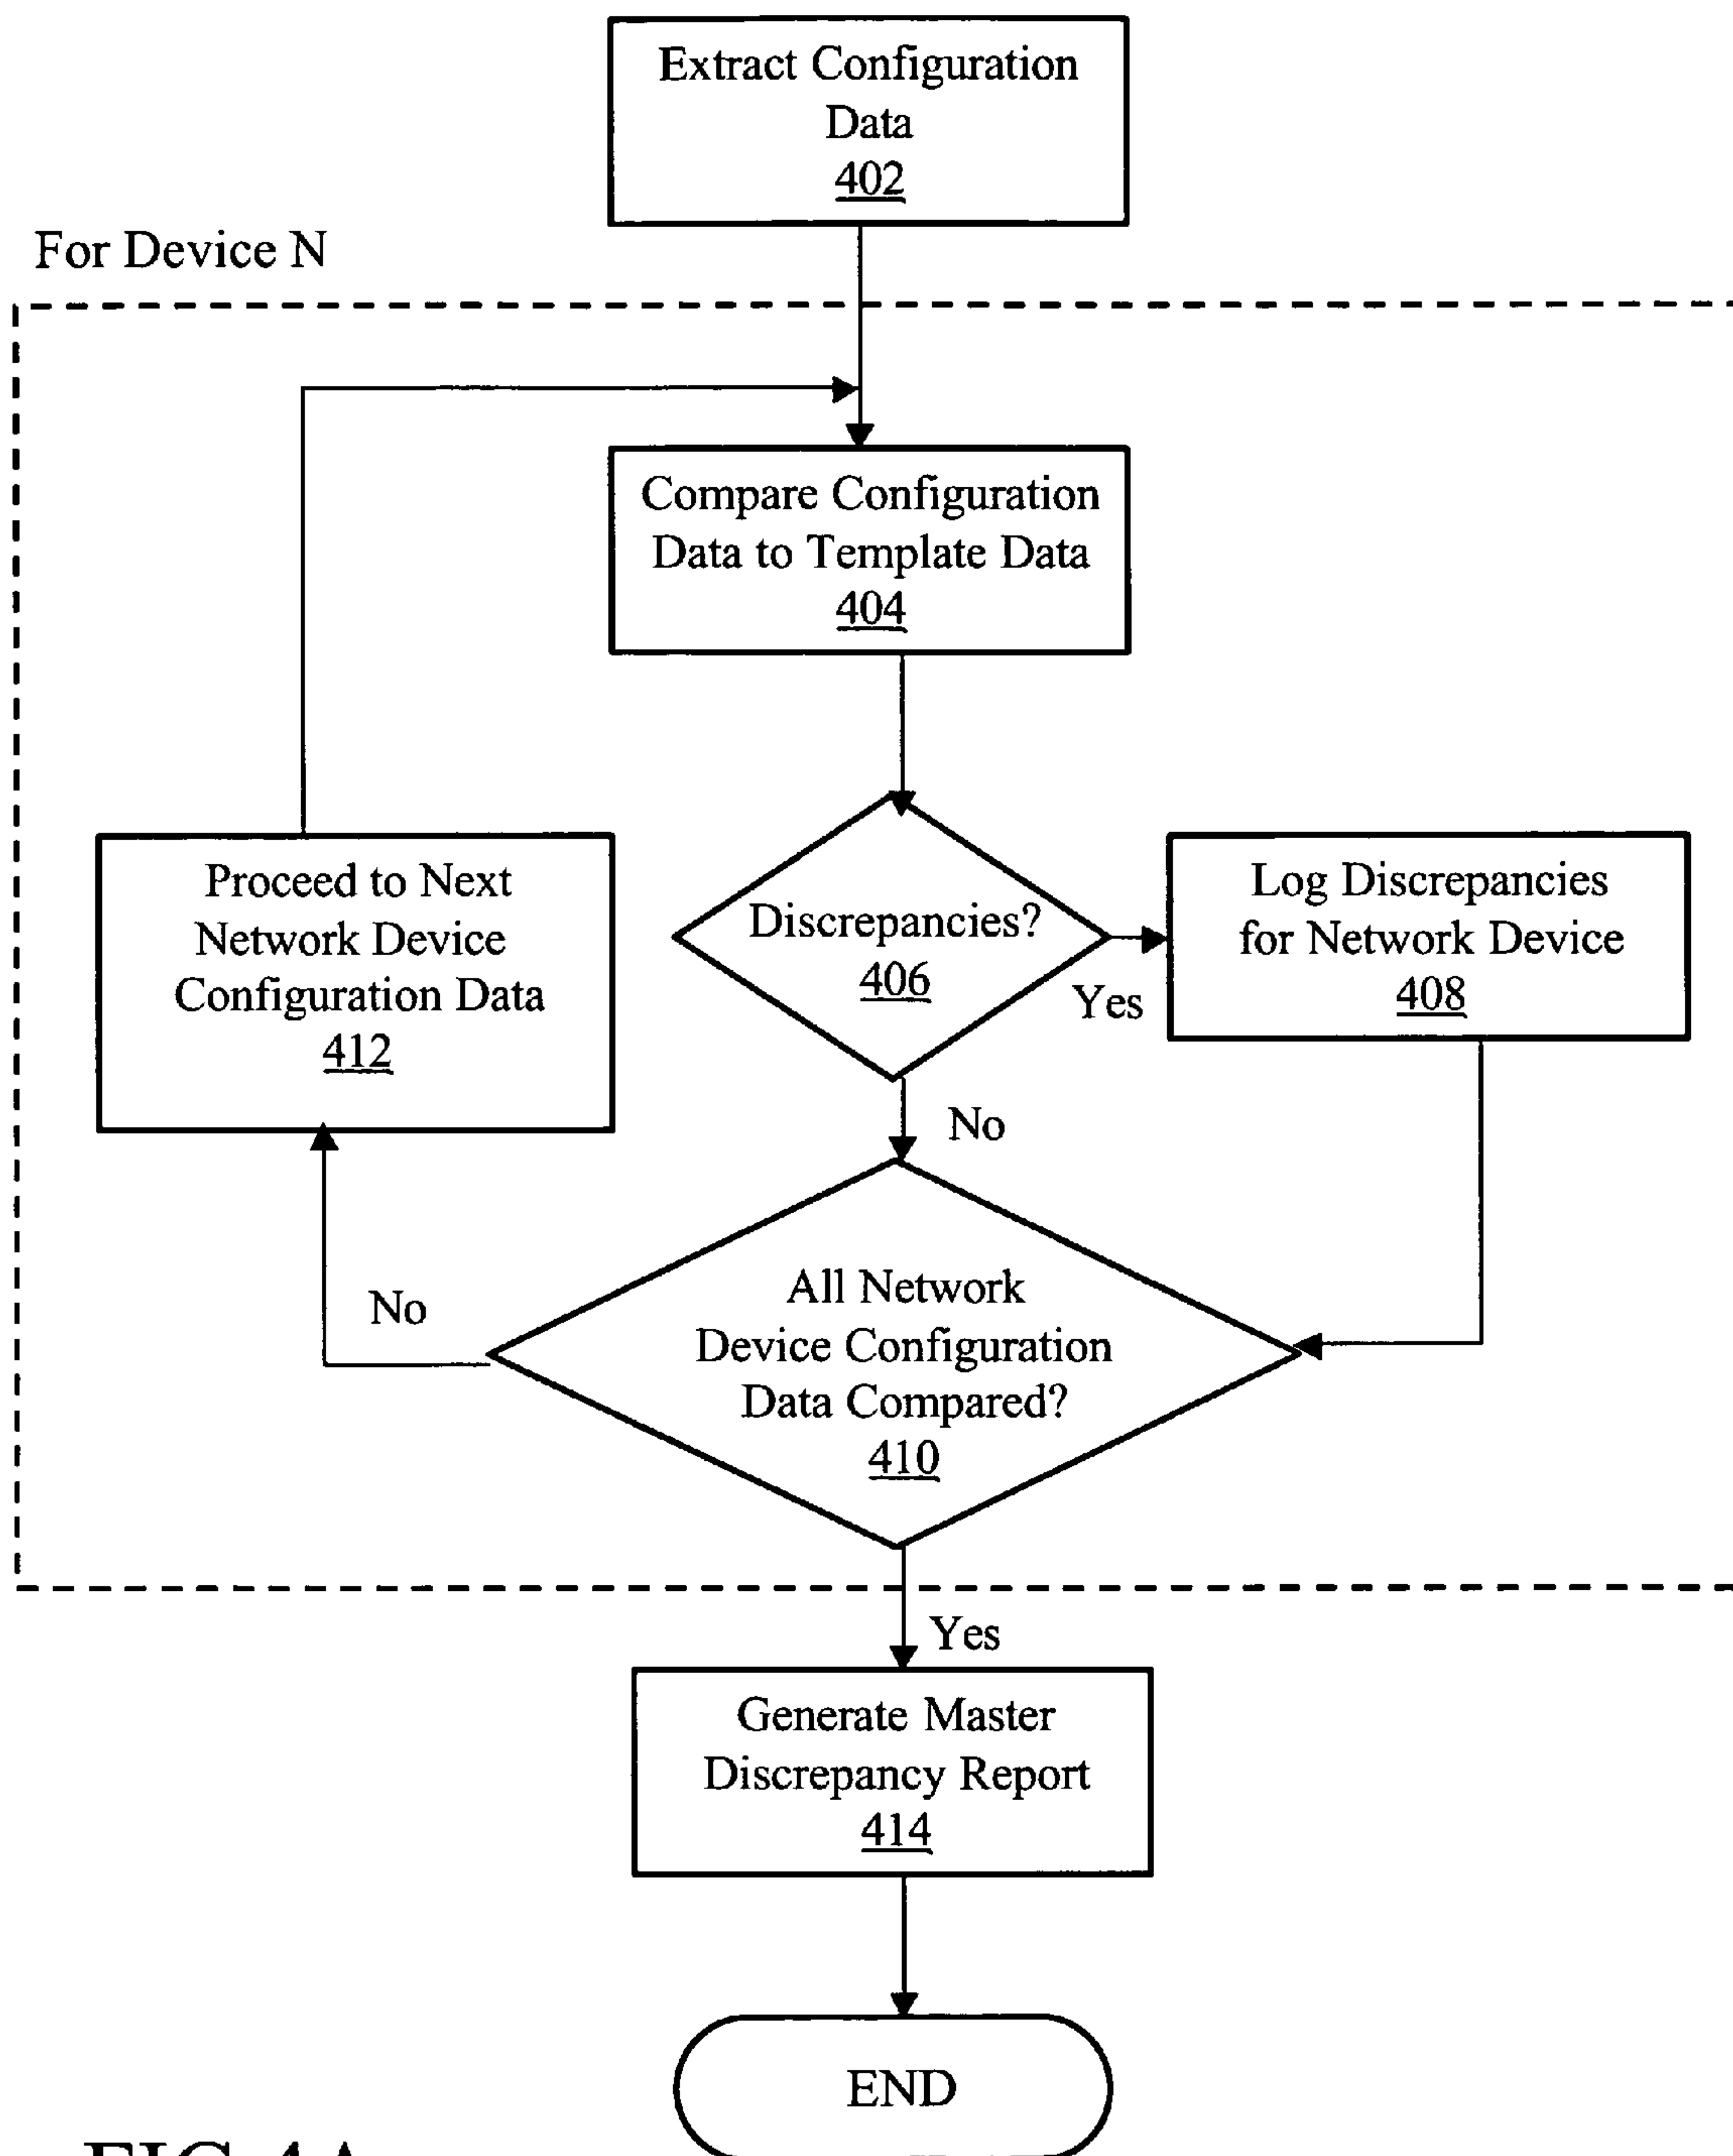 Extract Configuration
Data
402
For Device N
Compare Configuration
Data to Template Data
404
Proceed to Next
Network Device
Configuration Data
412
Discrepancies?
406
Yes
Log Discrepancies
for Network Device
408
No
No
All Network
Device Configuration
Data Compared?
410
Yes
Generate Master
Discrepancy Report
414
END
FIG 4A